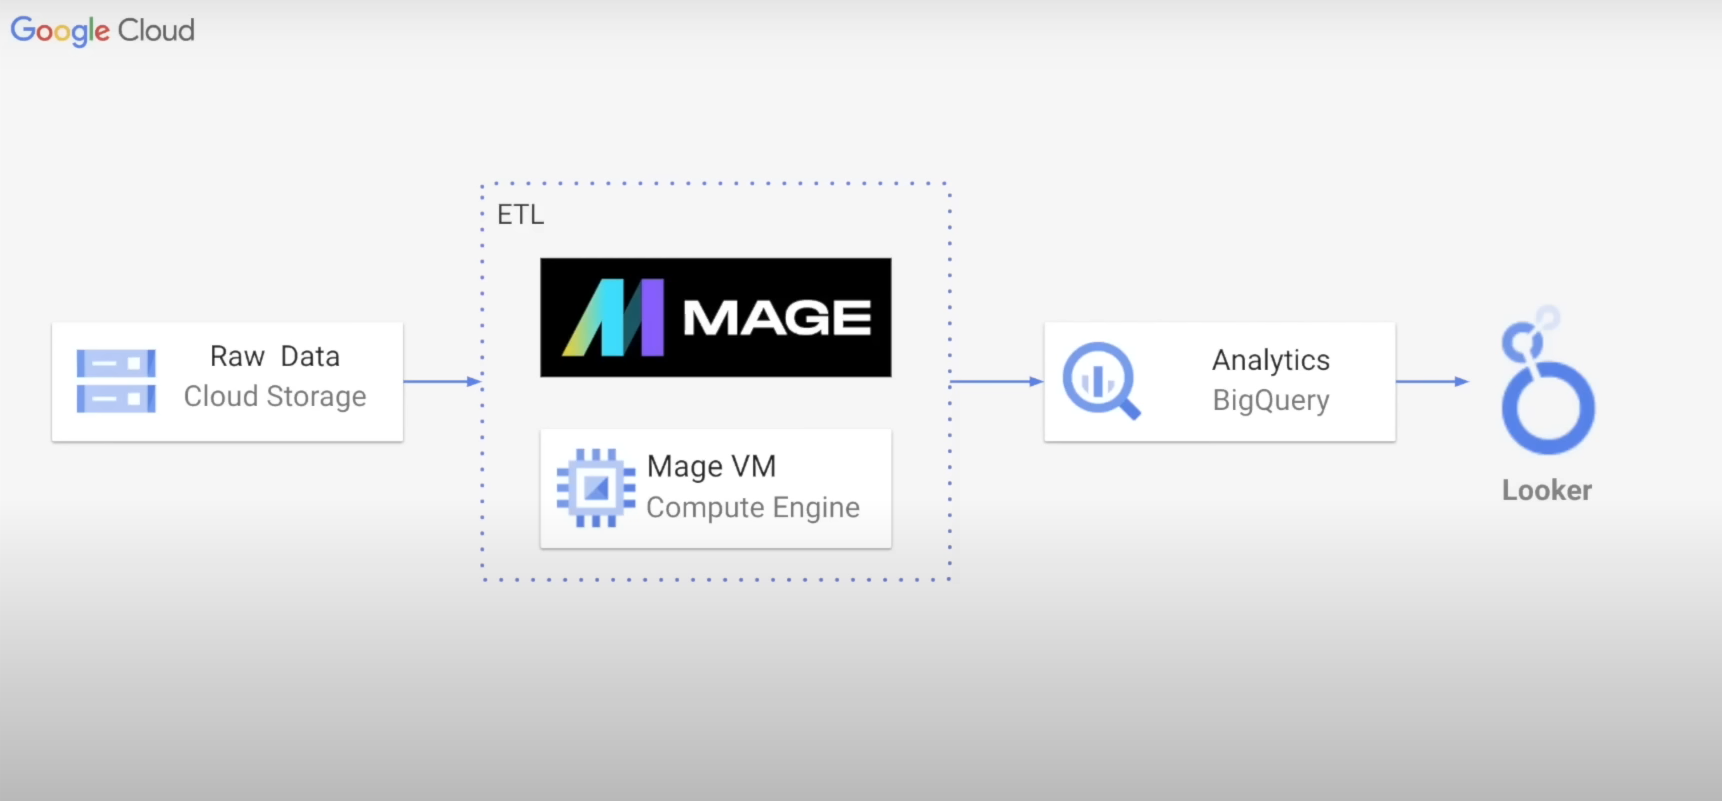 Google Cloud
ETL
MAGE
Raw Data
Cloud Storage
Mage VM
Compute Engine
Analytics
BigQuery
Looker